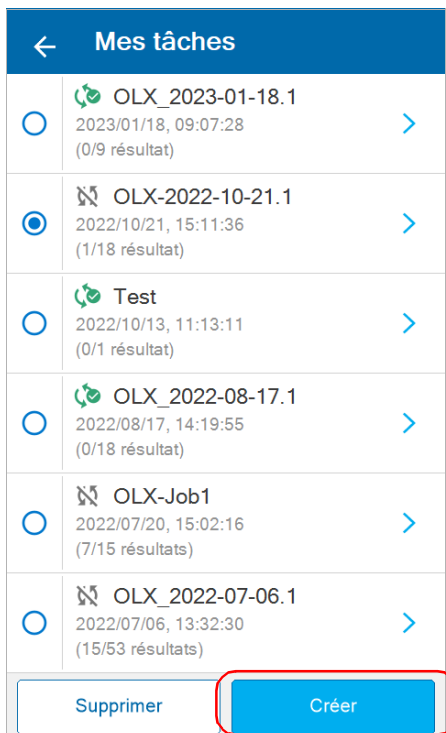 Mes tâches
OLX_2023-01-18.1
2023/01/18, 09:07:28
(0/9 résultat)
OLX-2022-10-21.1
2022/10/21, 15:11:36
(1/18 résultat)
Test
2022/10/13, 11:13:11
(0/1 résultat)
OLX_2022-08-17.1
2022/08/17, 14:19:55
(0/18 résultat)
OLX-Job1
2022/07/20, 15:02:16
(7/15 résultats)
OLX_2022-07-06.1
2022/07/06, 13:32:30
(15/53 résultats)
Supprimer
Créer